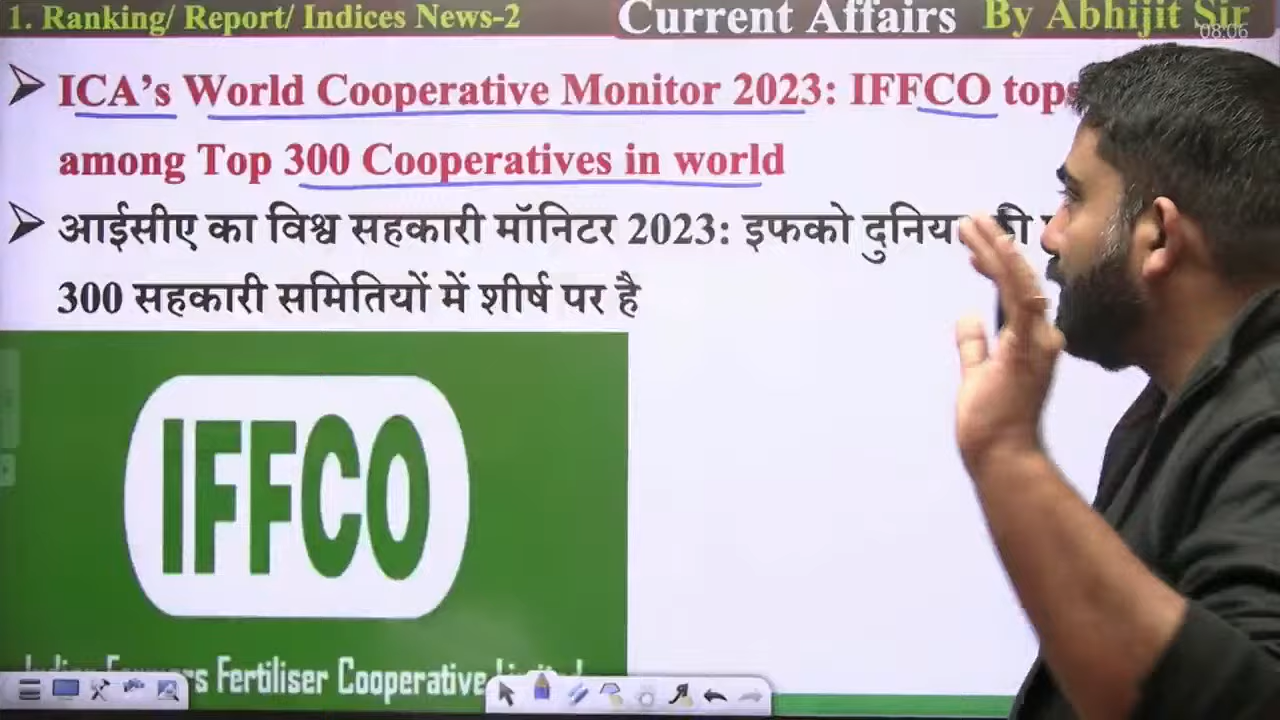 1. Ranking/ Report/ Indices News-2
Current Affairs By Abhijit Sir
08:06
ICA's World Cooperative Monitor 2023: IFFCO tops
among Top 300 Cooperatives in world
आईसीए का विश्व सहकारी मॉनिटर 2023: इफको दुनिया की
300 सहकारी समितियों में शीर्ष पर है
IFFCO
Fertiliser Cooperative